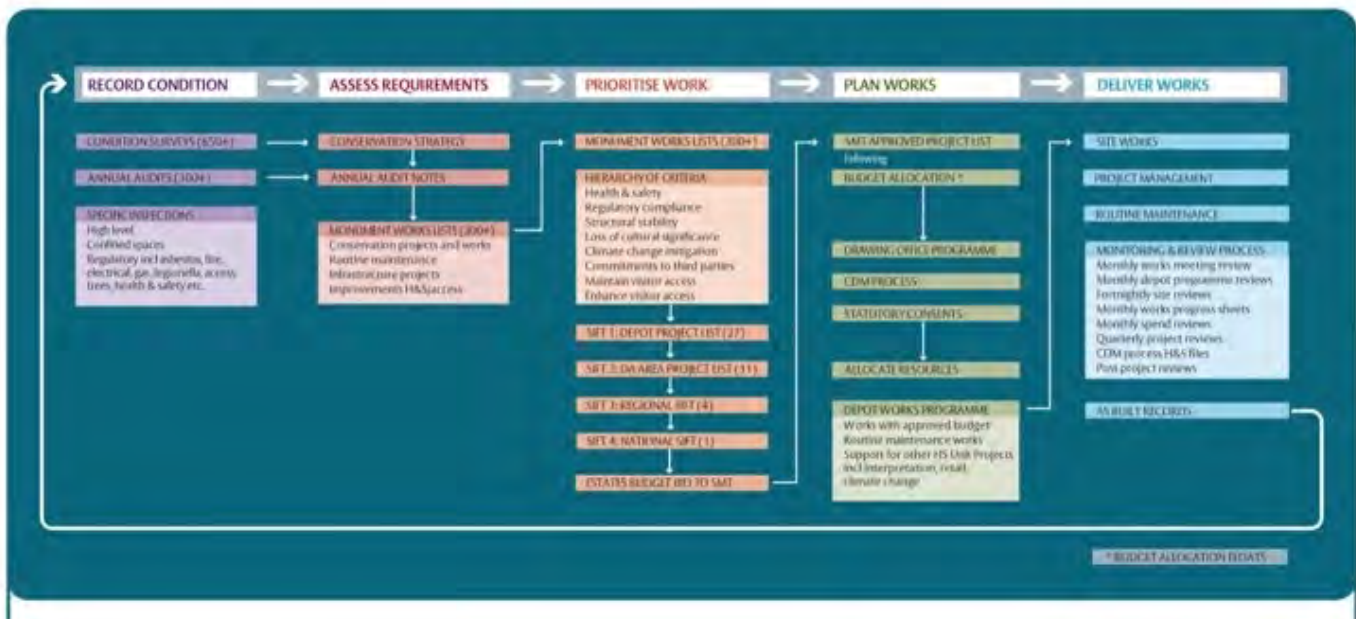 RECORD CONDITION
ASSESS REQUIREMENTS
PRIORITISE WORK
PLAN WORKS
DELIVER WORKS
CONDITION SURVEYS (650+)
ANNUAL AUDITS (300+)
SPECIFIC INSPECTIONS
High level
Confined spaces
Regulatory incl asbestos, fire,
electrical, gas, legionella, access,
trees, health & safety etc.
CONSERVATION STRATEGY
ANNUAL AUDIT NOTES
MONUMENT WORKS LISTS (300+)
Conservation projects and works
Routine maintenance
Infrastructure projects
Improvements H&S/access
MONUMENT WORKS LISTS (300+)
HIERARCHY OF CRITERIA
Health & safety
Regulatory compliance
Structural stability
Loss of cultural significance
Climate change mitigation
Commitments to third parties
Maintain visitor access
Enhance visitor access
SIFT 1: DEPOT PROJECT LIST (27)
SIFT 2: DA AREA PROJECT LIST (11)
SIFT 3: REGIONAL SIFT (4)
SIFT 4: NATIONAL SIFT (1)
ESTATES BUDGET BID TO SMT
SMT APPROVED PROJECT LIST
following
BUDGET ALLOCATION *
DRAWING OFFICE PROGRAMME
CDM PROCESS
STATUTORY CONSENTS
ALLOCATE RESOURCES
DEPOT WORKS PROGRAMME
Works with approved budget
Routine maintenance works
Support for other HS Unit Projects
incl interpretation, retail,
climate change
SITE WORKS
PROJECT MANAGEMENT
ROUTINE MAINTENANCE
MONITORING & REVIEW PROCESS
Monthly works meeting review
Monthly depot programme reviews
Fortnightly site reviews
Monthly works progress sheets
Monthly spend reviews
Quarterly project reviews
CDM process H&S files
Post project reviews
AS BUILT RECORDS
* BUDGET ALLOCATION